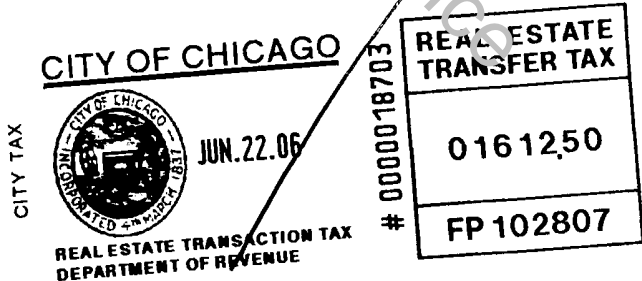 CITY OF CHICAGO
CITY TAX
CITY OF CHICAGO
INCORPORATED 4TH MARCH 1837
JUN.22.06
REAL ESTATE TRANSACTION TAX
DEPARTMENT OF REVENUE
# 0000018703
REAL ESTATE
TRANSFER TAX
0161250
FP 102807